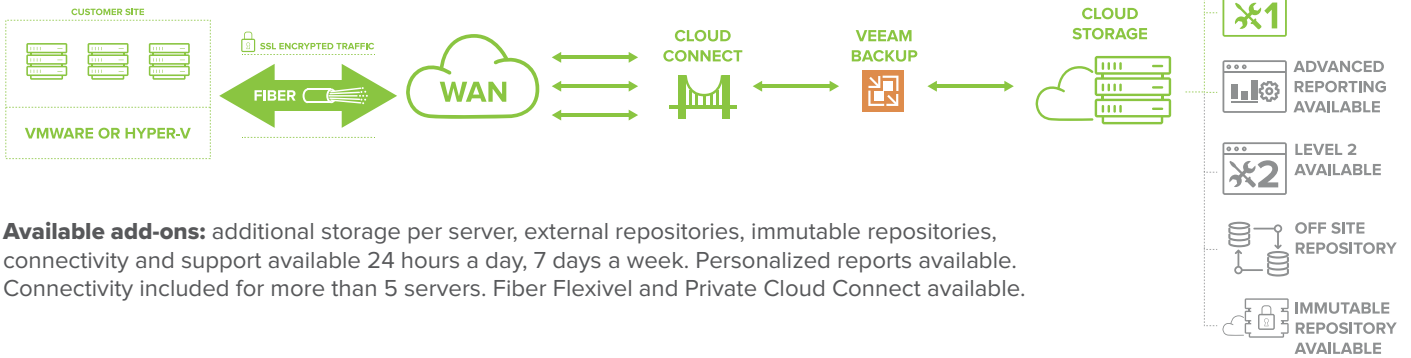 CUSTOMER SITE
VMWARE OR HYPER-V
SSL ENCRYPTED TRAFFIC
FIBER
WAN
CLOUD
CONNECT
VEEAM
BACKUP
CLOUD
STORAGE
1
ADVANCED
REPORTING
AVAILABLE
2
LEVEL 2
AVAILABLE
OFF SITE
REPOSITORY
IMMUTABLE
REPOSITORY
AVAILABLE
Available add-ons: additional storage per server, external repositories, immutable repositories,
connectivity and support available 24 hours a day, 7 days a week. Personalized reports available.
Connectivity included for more than 5 servers. Fiber Flexivel and Private Cloud Connect available.